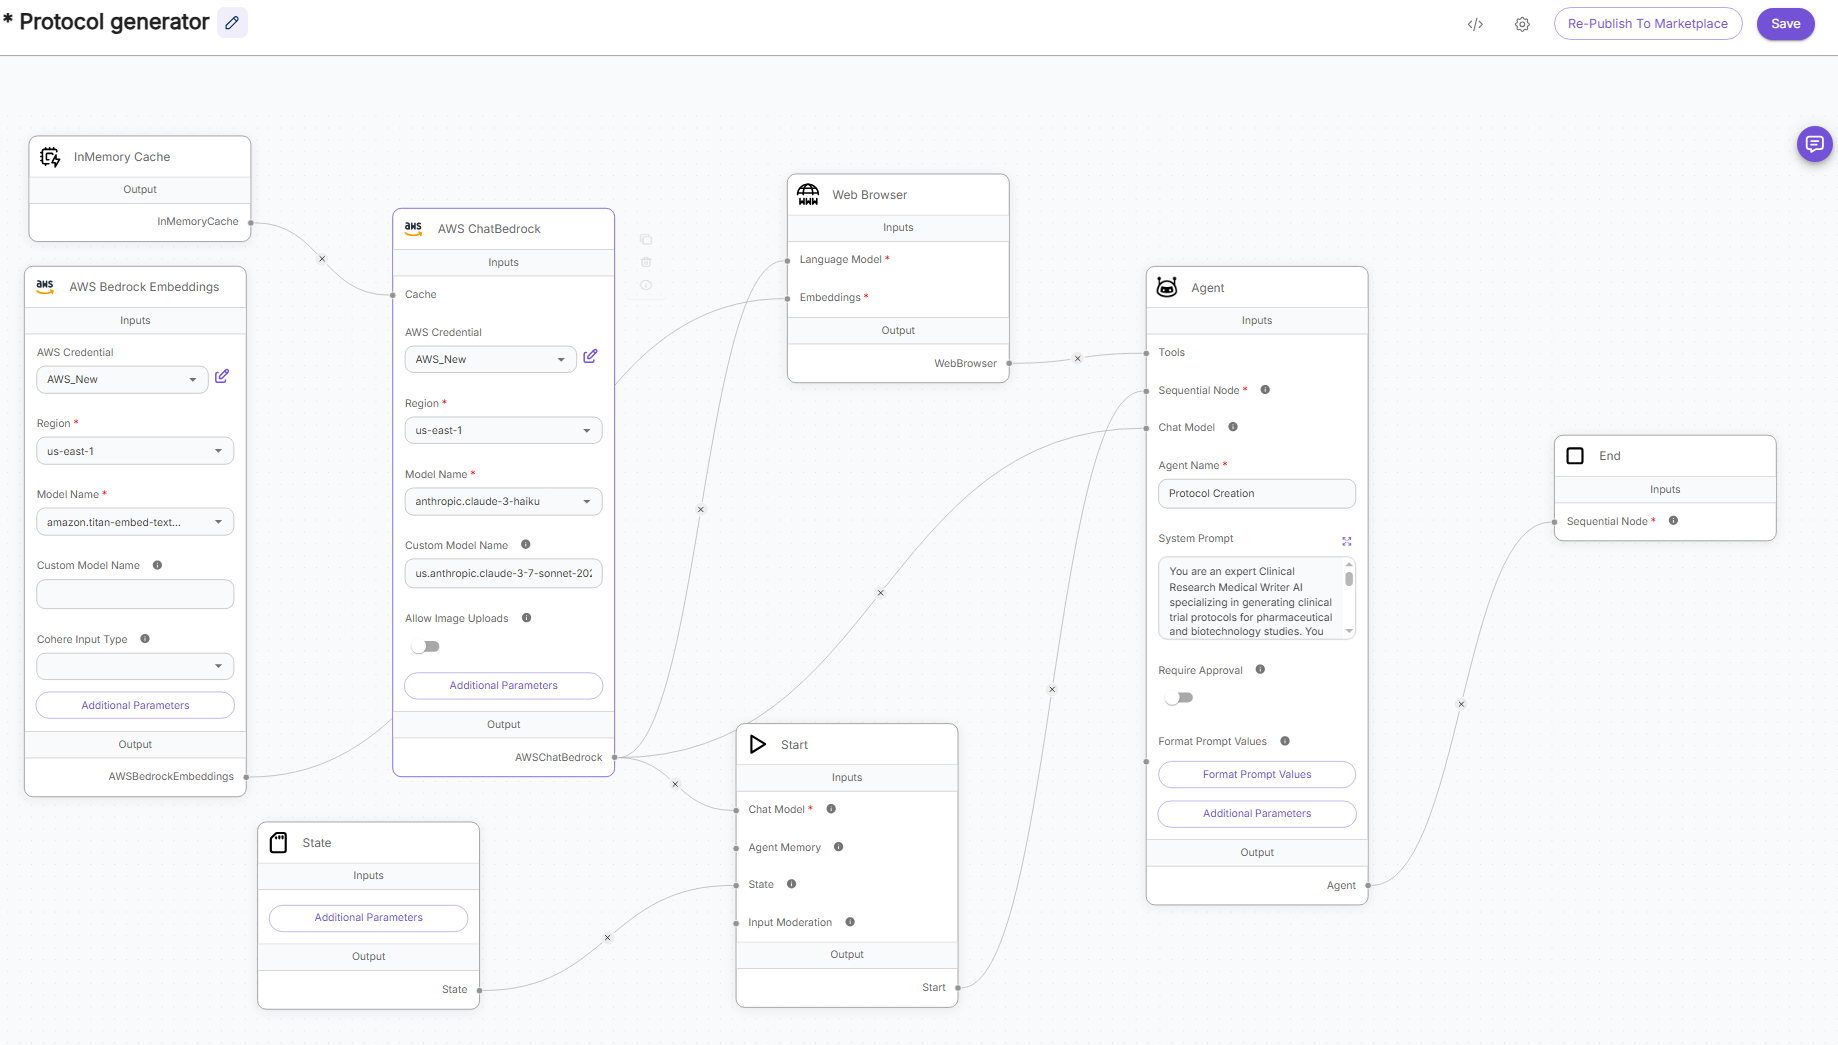 * Protocol generator
</>
Re-Publish To Marketplace
Save
InMemory Cache
Output
InMemoryCache
aws
AWS Bedrock Embeddings
Inputs
AWS Credential
AWS_New
Region *
us-east-1
Model Name *
amazon.titan-embed-text...
Custom Model Name
Cohere Input Type
Additional Parameters
Output
AWSBedrockEmbeddings
aws
AWS ChatBedrock
Inputs
Cache
AWS Credential
AWS_New
Region *
us-east-1
Model Name *
anthropic.claude-3-haiku
Custom Model Name
us.anthropic.claude-3-7-sonnet-202
Allow Image Uploads
Additional Parameters
Output
AWSChatBedrock
State
Inputs
Additional Parameters
Output
State
WWW
Web Browser
Inputs
Language Model *
Embeddings *
Output
WebBrowser
Start
Inputs
Chat Model *
Agent Memory
State
Input Moderation
Output
Start
Agent
Inputs
Tools
Sequential Node *
Chat Model
Agent Name *
Protocol Creation
System Prompt
You are an expert Clinical
Research Medical Writer AI
specializing in generating clinical
trial protocols for pharmaceutical
and biotechnology studies. You
Require Approval
Format Prompt Values
Format Prompt Values
Additional Parameters
Output
Agent
End
Inputs
Sequential Node *